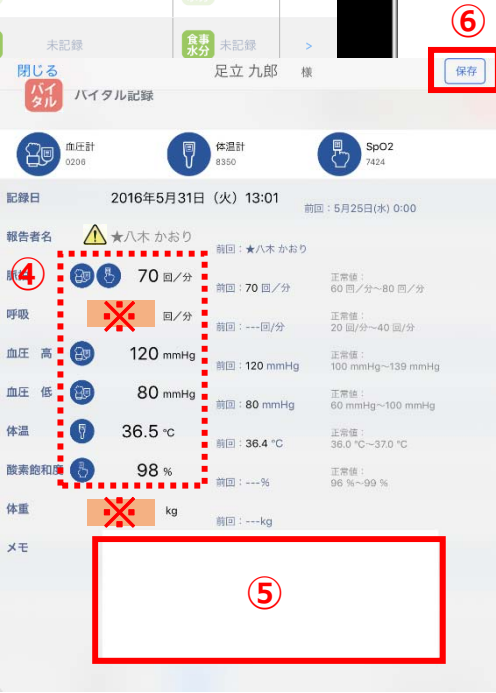 ⑥
未記録
食事 水分 未記録 >
閉じる 足立 九郎 様 保存
バイタル バイタル記録
血圧計 0206
体温計 8350
SpO2 7424
記録日 2016年5月31日 (火) 13:01 前回：5月25日(水) 0:00
報告者名 ★八木 かおり 前回：★八木 かおり
④
脈拍 70 回／分 前回：70 回／分 正常値： 60 回／分〜80 回／分
呼吸 ※ 回／分 前回：---回/分 正常値： 20 回/分〜40 回/分
血圧 高 120 mmHg 前回：120 mmHg 正常値： 100 mmHg〜139 mmHg
血圧 低 80 mmHg 前回：80 mmHg 正常値： 60 mmHg〜100 mmHg
体温 36.5 ℃ 前回：36.4 ℃ 正常値： 36.0 ℃〜37.0 ℃
酸素飽和度 98 % 前回：---% 正常値： 96 %〜99 %
体重 ※ kg 前回：---kg
メモ
⑤